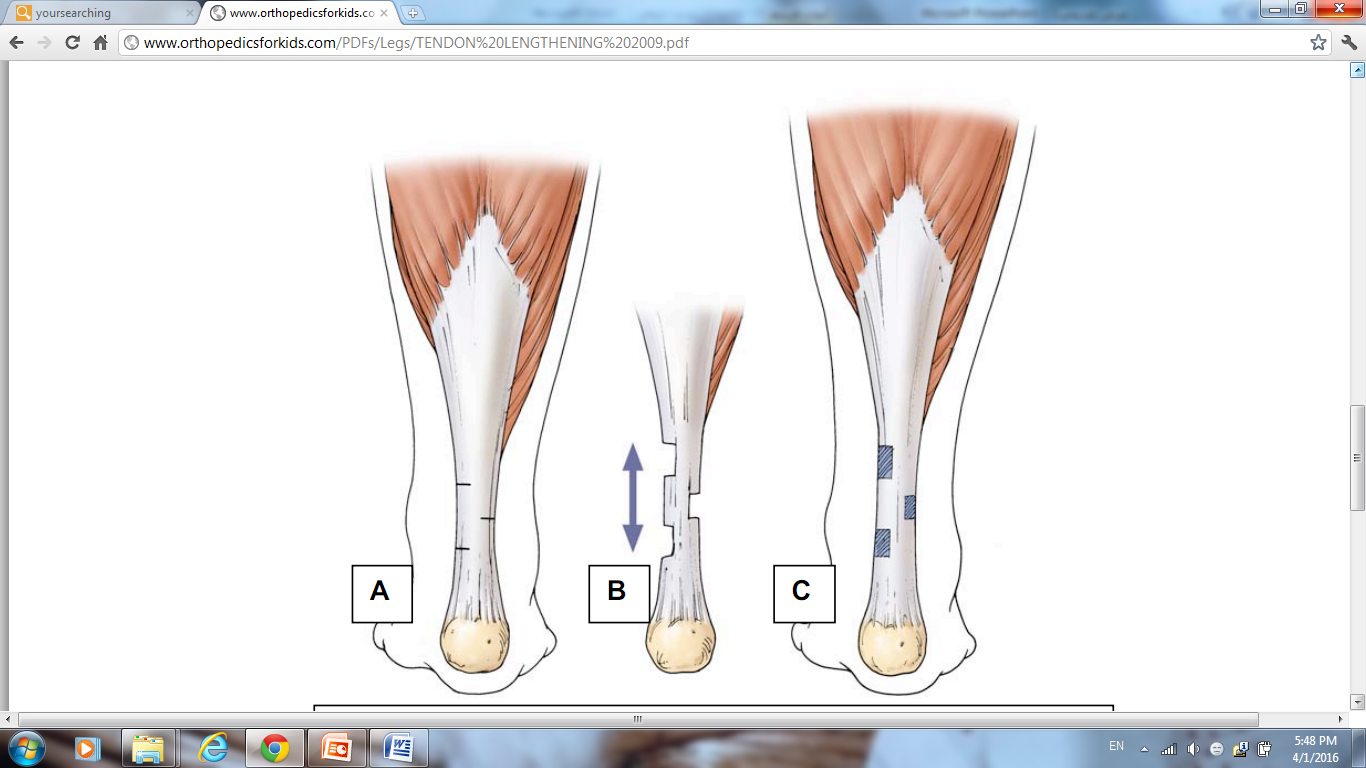 yoursearching
www.orthopedicsforkids.co
www.orthopedicsforkids.com/PDFs/Legs/TENDON%20LENGTHENING%202009.pdf
A
B
C
EN
5:48 PM
4/1/2016